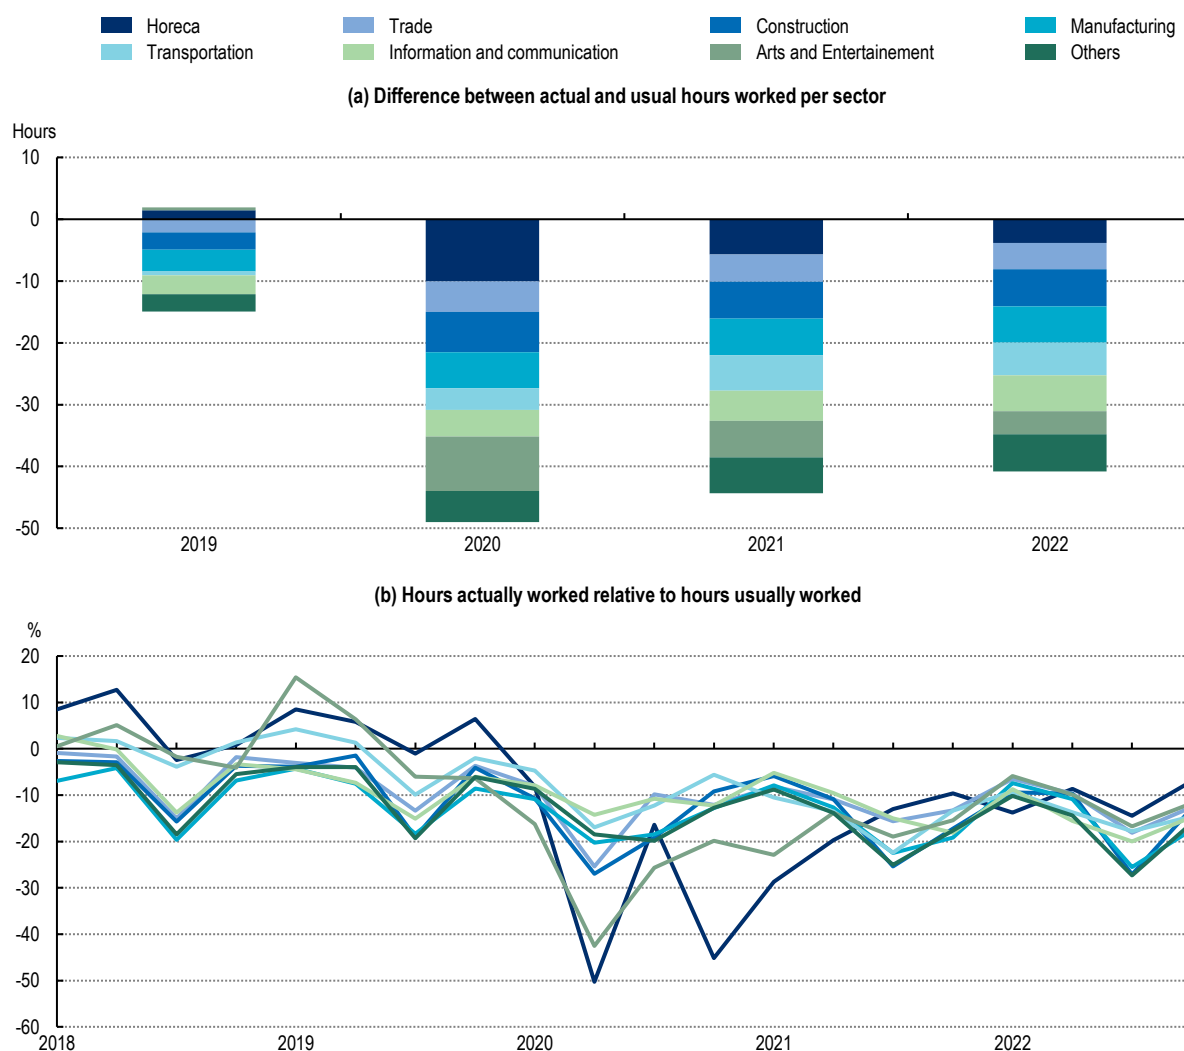 Horeca Trade Construction Manufacturing
Transportation Information and communication Arts and Entertainement Others
(a) Difference between actual and usual hours worked per sector
Hours
10
0
-10
-20
-30
-40
-50
2019 2020 2021 2022
(b) Hours actually worked relative to hours usually worked
%
20
10
0
-10
-20
-30
-40
-50
-60
2018 2019 2020 2021 2022